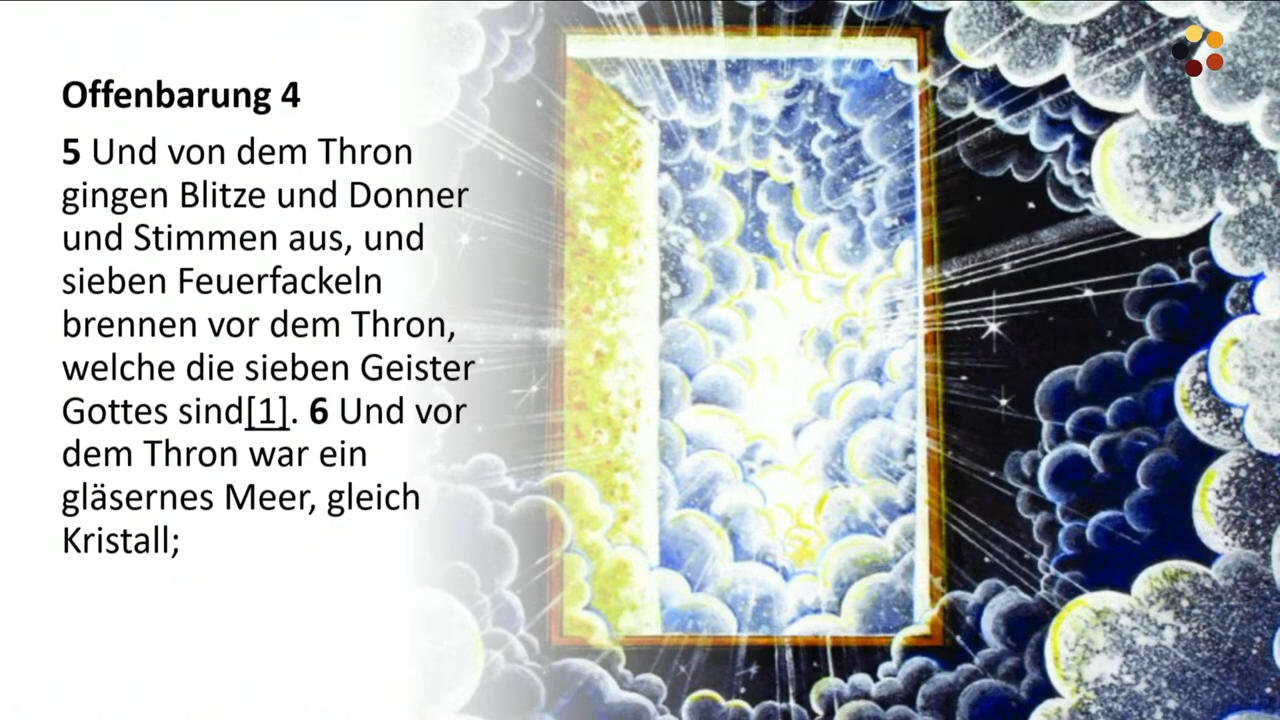 Offenbarung 4
5 Und von dem Thron
gingen Blitze und Donner
und Stimmen aus, und
sieben Feuerfackeln
brennen vor dem Thron,
welche die sieben Geister
Gottes sind[1]. 6 Und vor
dem Thron war ein
gläsernes Meer, gleich
Kristall;